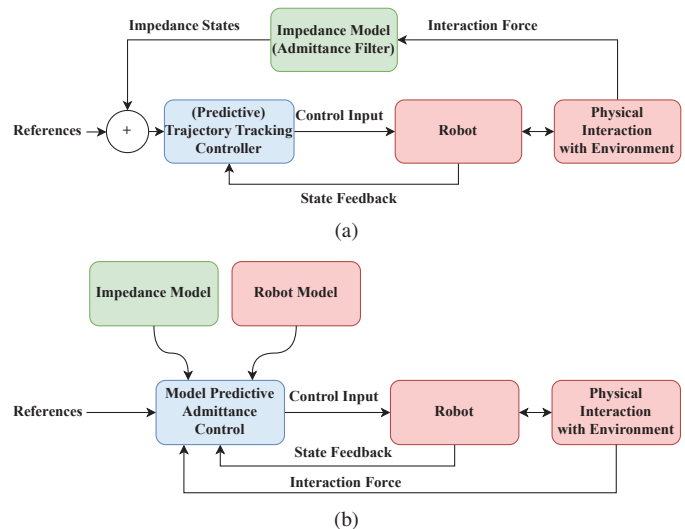 Impedance States
Impedance Model
(Admittance Filter)
Interaction Force
References
+
(Predictive)
Trajectory Tracking
Controller
Control Input
Robot
Physical
Interaction
with Environment
State Feedback
(a)
Impedance Model
Robot Model
References
Model Predictive
Admittance
Control
Control Input
Robot
Physical
Interaction
with Environment
State Feedback
Interaction Force
(b)